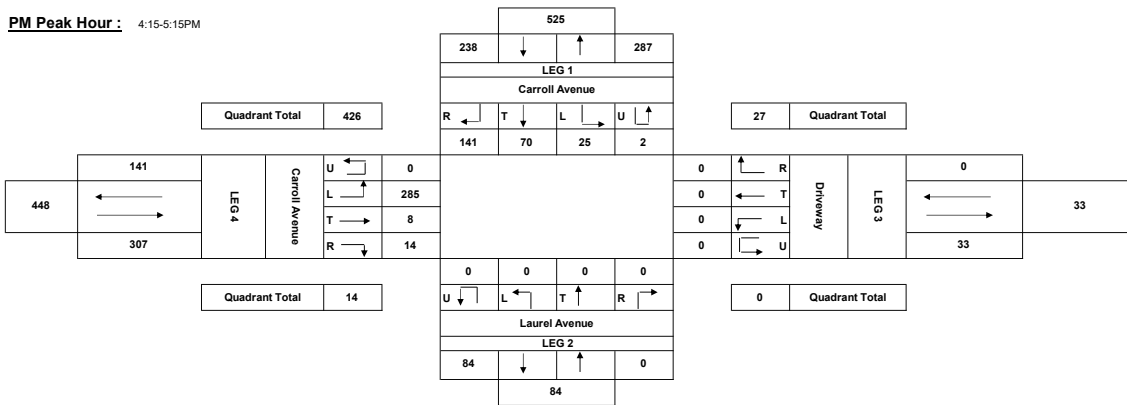 PM Peak Hour : 4:15-5:15PM
525
238 287
LEG 1
Carroll Avenue
Quadrant Total 426
R T L U
27 Quadrant Total
141 70 25 2
141
U 0
0 R
0
448
LEG 4
Carroll Avenue
L 285
0 T
Driveway
LEG 3
33
T 8
0 L
307
R 14
0 U
33
0 0 0 0
Quadrant Total 14
U L T R
0 Quadrant Total
Laurel Avenue
LEG 2
84 0
84